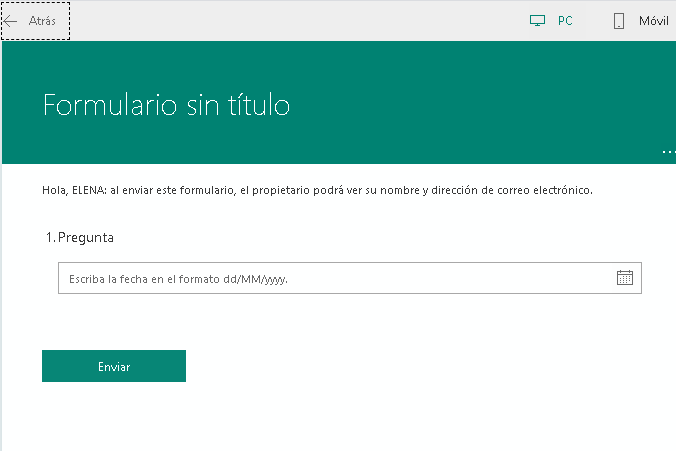 Atrás
PC
Móvil
Formulario sin título
...
Hola, ELENA: al enviar este formulario, el propietario podrá ver su nombre y dirección de correo electrónico.
1. Pregunta
Escriba la fecha en el formato dd/MM/yyyy.
Enviar